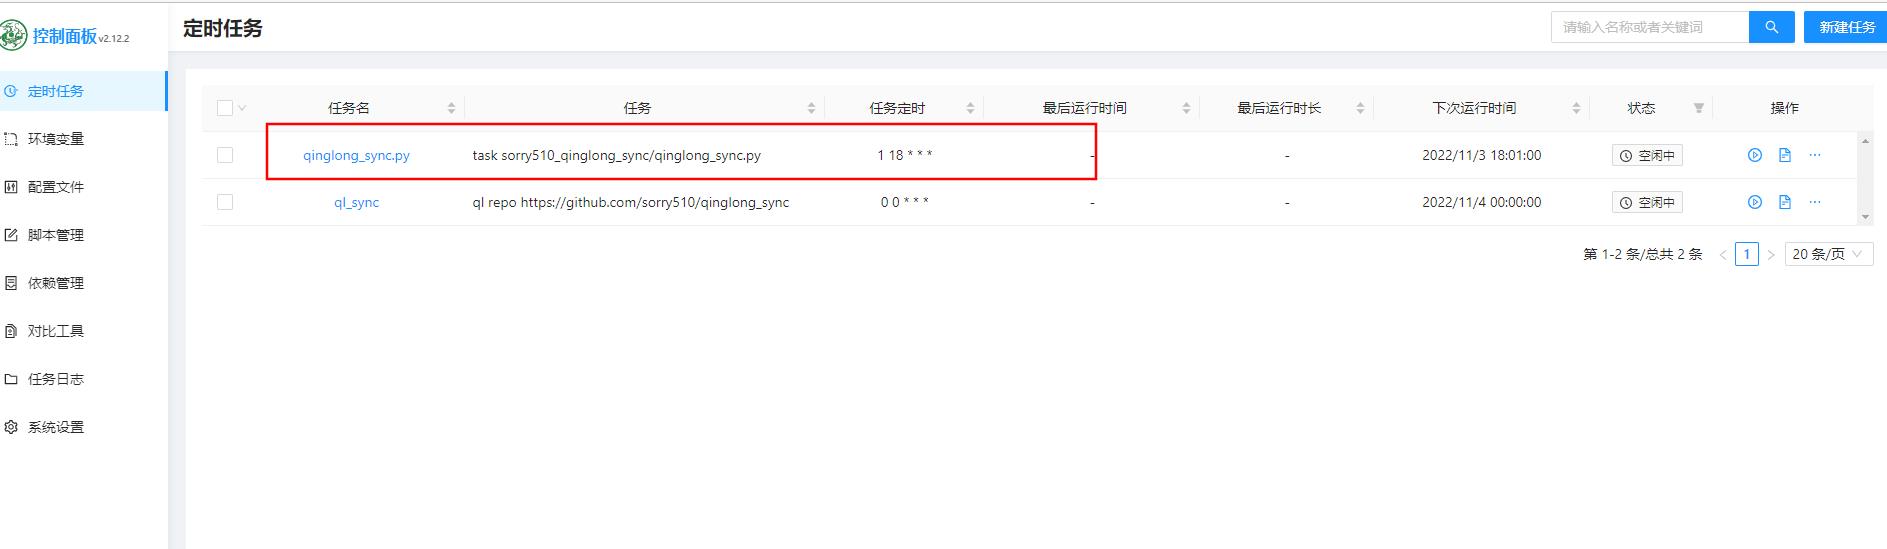 控制面板 v2.12.2
定时任务
请输入名称或者关键词
新建任务
定时任务
环境变量
配置文件
脚本管理
依赖管理
对比工具
任务日志
系统设置
任务名 任务 任务定时 最后运行时间 最后运行时长 下次运行时间 状态 操作
qinglong_sync.py task sorry510_qinglong_sync/qinglong_sync.py 1 18 * * * - - 2022/11/3 18:01:00 空闲中 ...
ql_sync ql repo https://github.com/sorry510/qinglong_sync 0 0 * * * - - 2022/11/4 00:00:00 空闲中 ...
第 1-2 条/总共 2 条 < 1 > 20 条/页